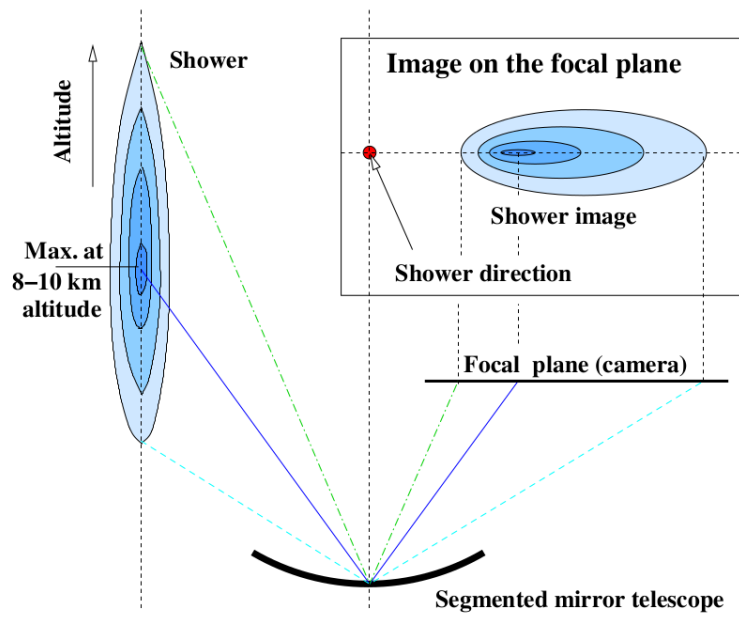 Shower
Altitude
Max. at
8–10 km
altitude
Image on the focal plane
Shower image
Shower direction
Focal plane (camera)
Segmented mirror telescope